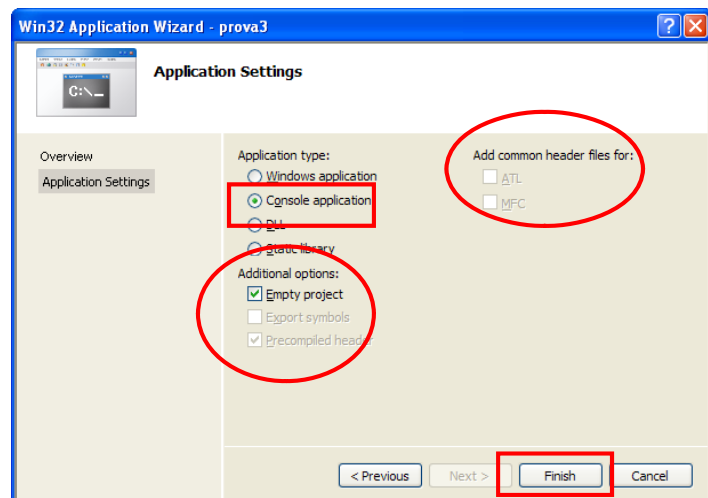 Win32 Application Wizard - prova3
C:\_
Application Settings
Overview
Application Settings
Application type:
Windows application
Console application
DLL
Static library
Additional options:
Empty project
Export symbols
Precompiled header
Add common header files for:
ATL
MFC
< Previous
Next >
Finish
Cancel